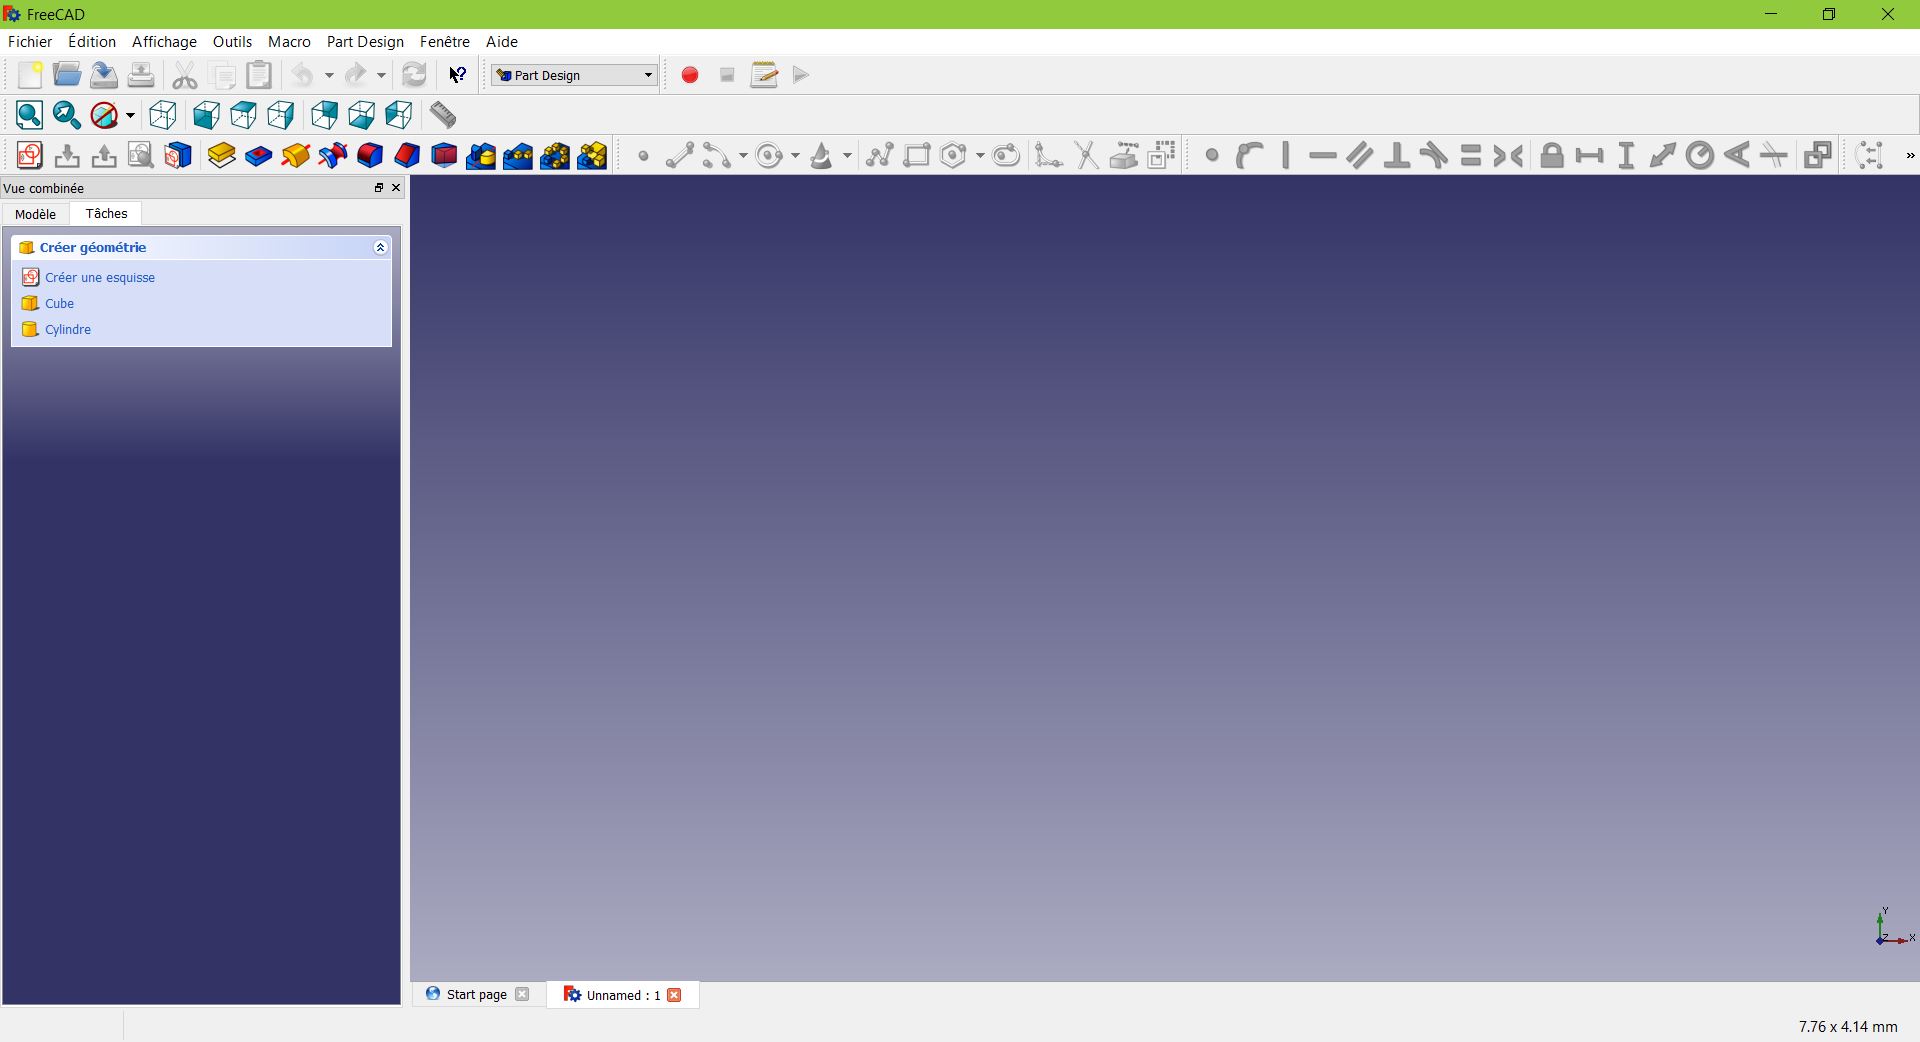 FreeCAD
Fichier Édition Affichage Outils Macro Part Design Fenêtre Aide
Part Design
Vue combinée
Modèle Tâches
Créer géométrie
Créer une esquisse
Cube
Cylindre
Y
Z X
Start page Unnamed : 1
7.76 x 4.14 mm